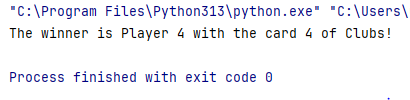 "C:\Program Files\Python313\python.exe" "C:\Users\
The winner is Player 4 with the card 4 of Clubs!
Process finished with exit code 0